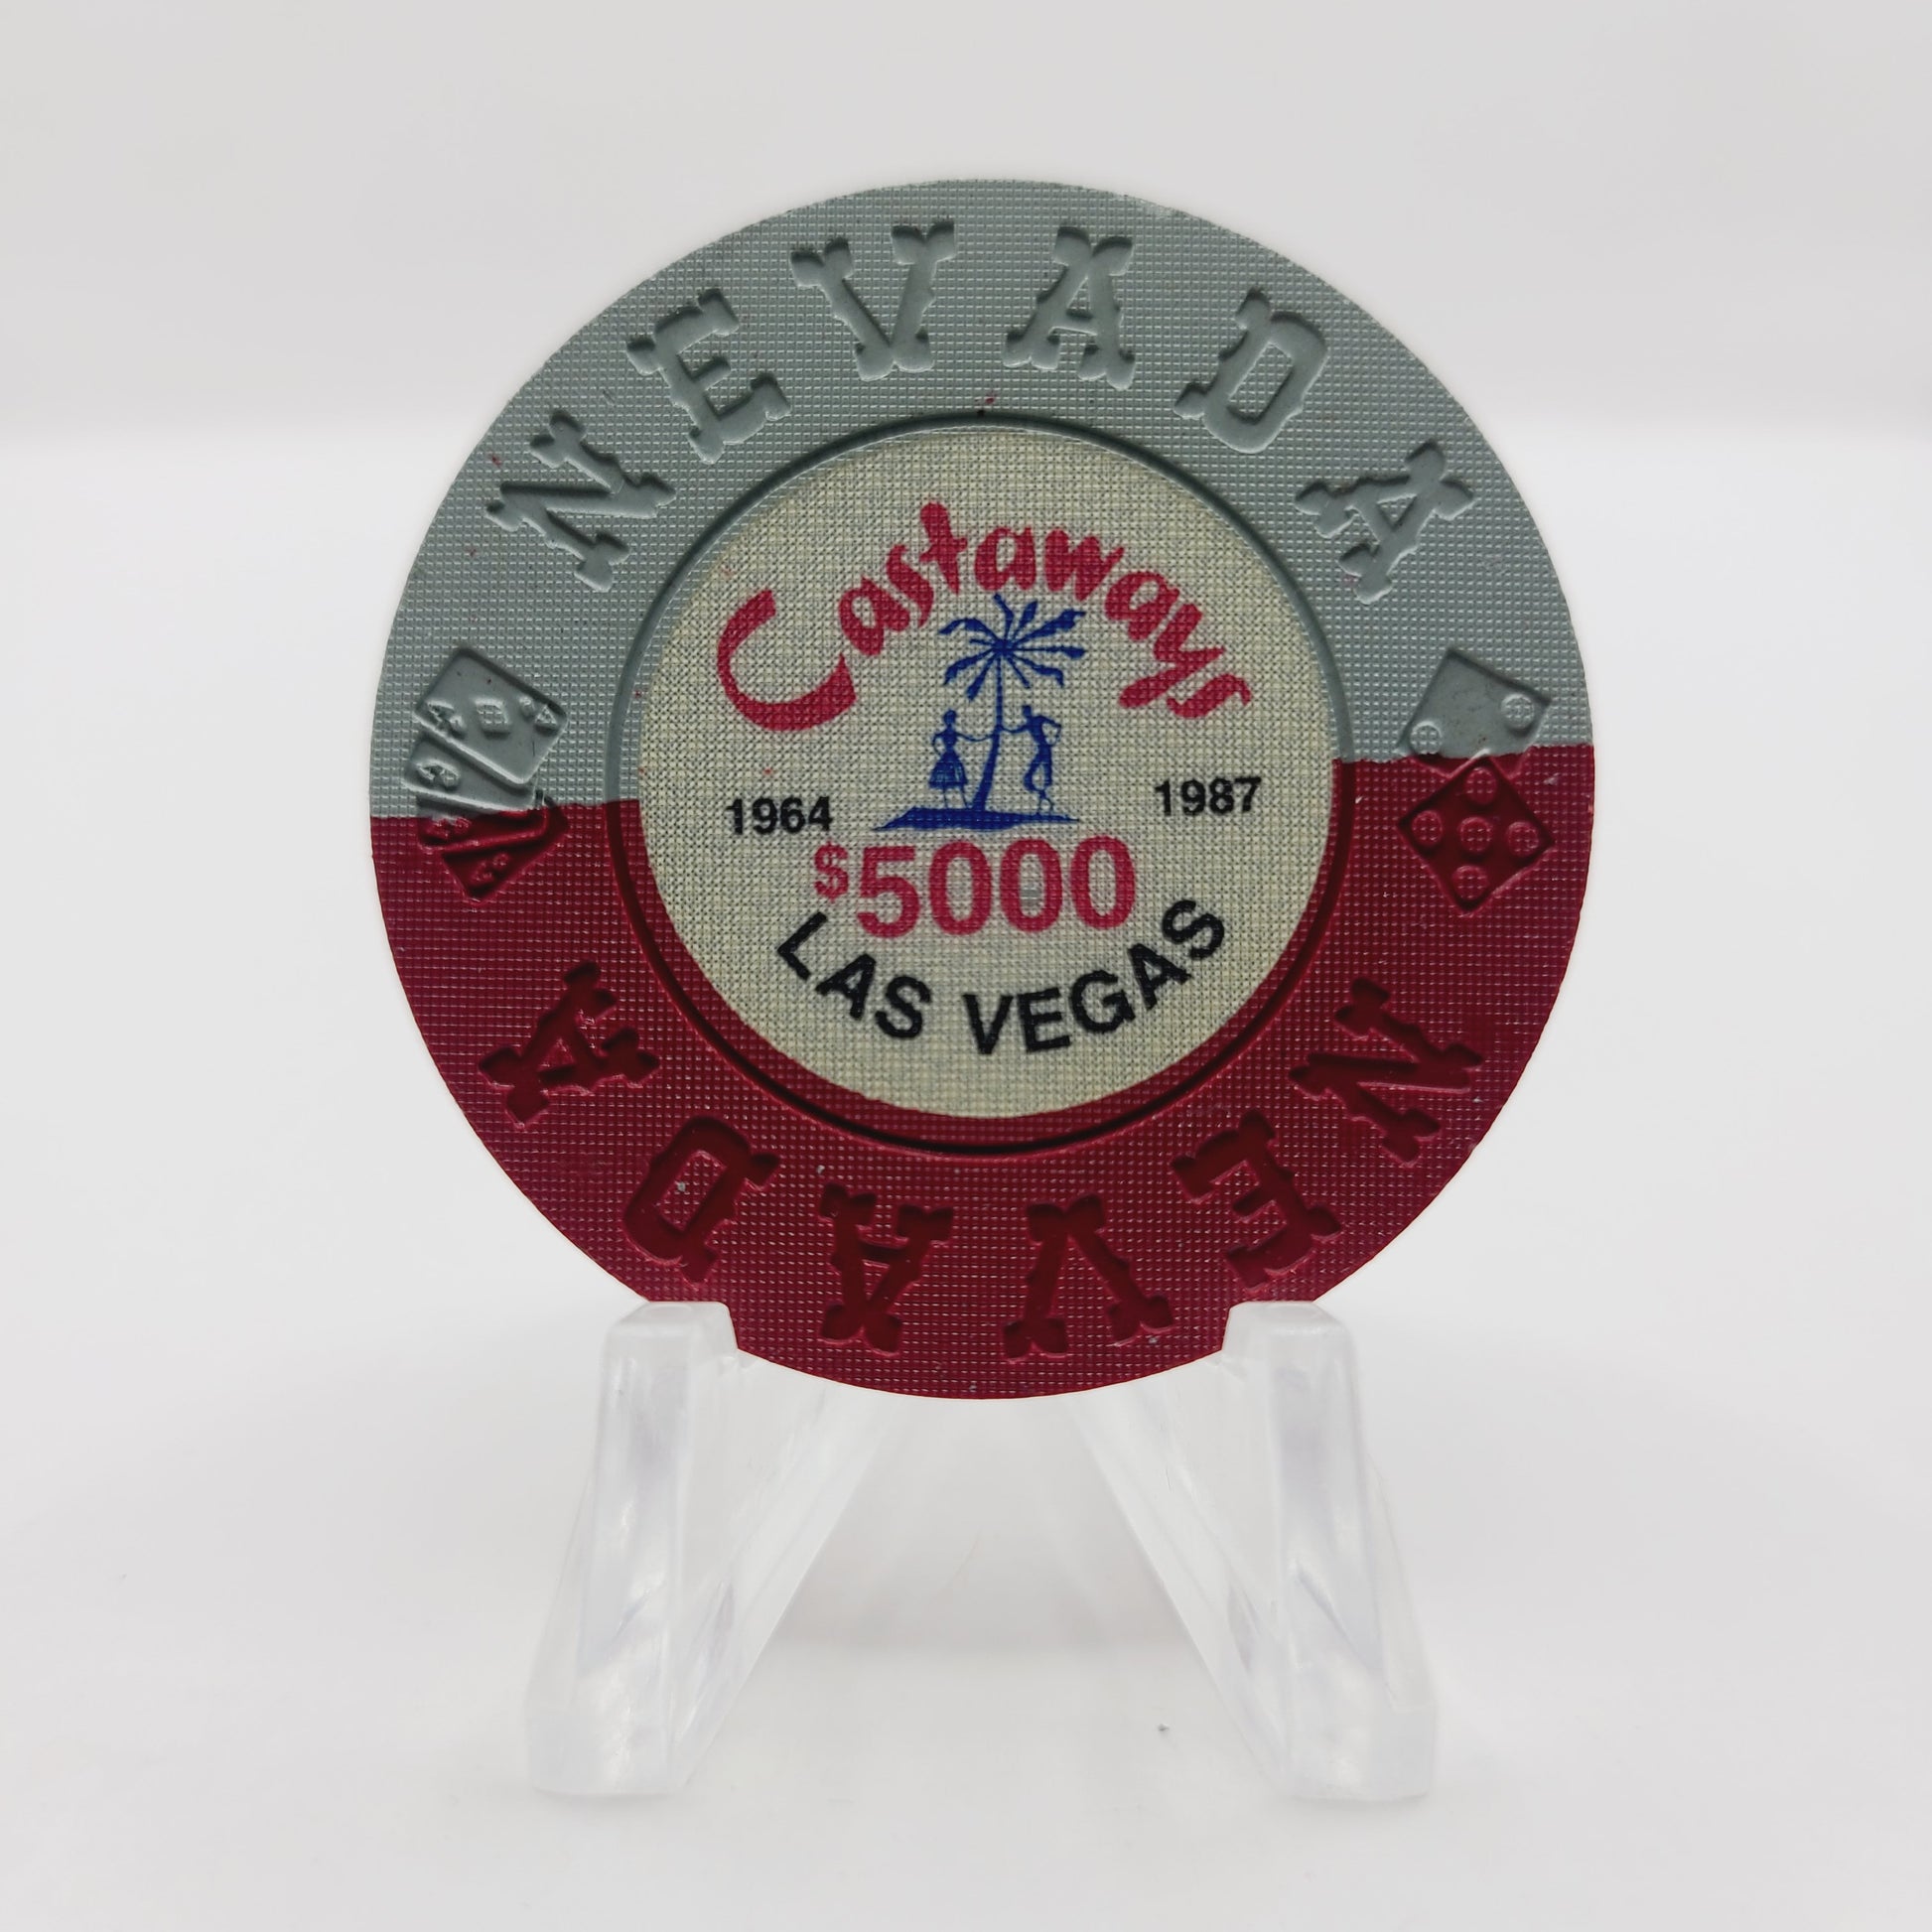 NEVADA
Castaways
1964 1987
$5000
LAS VEGAS
NEVADA